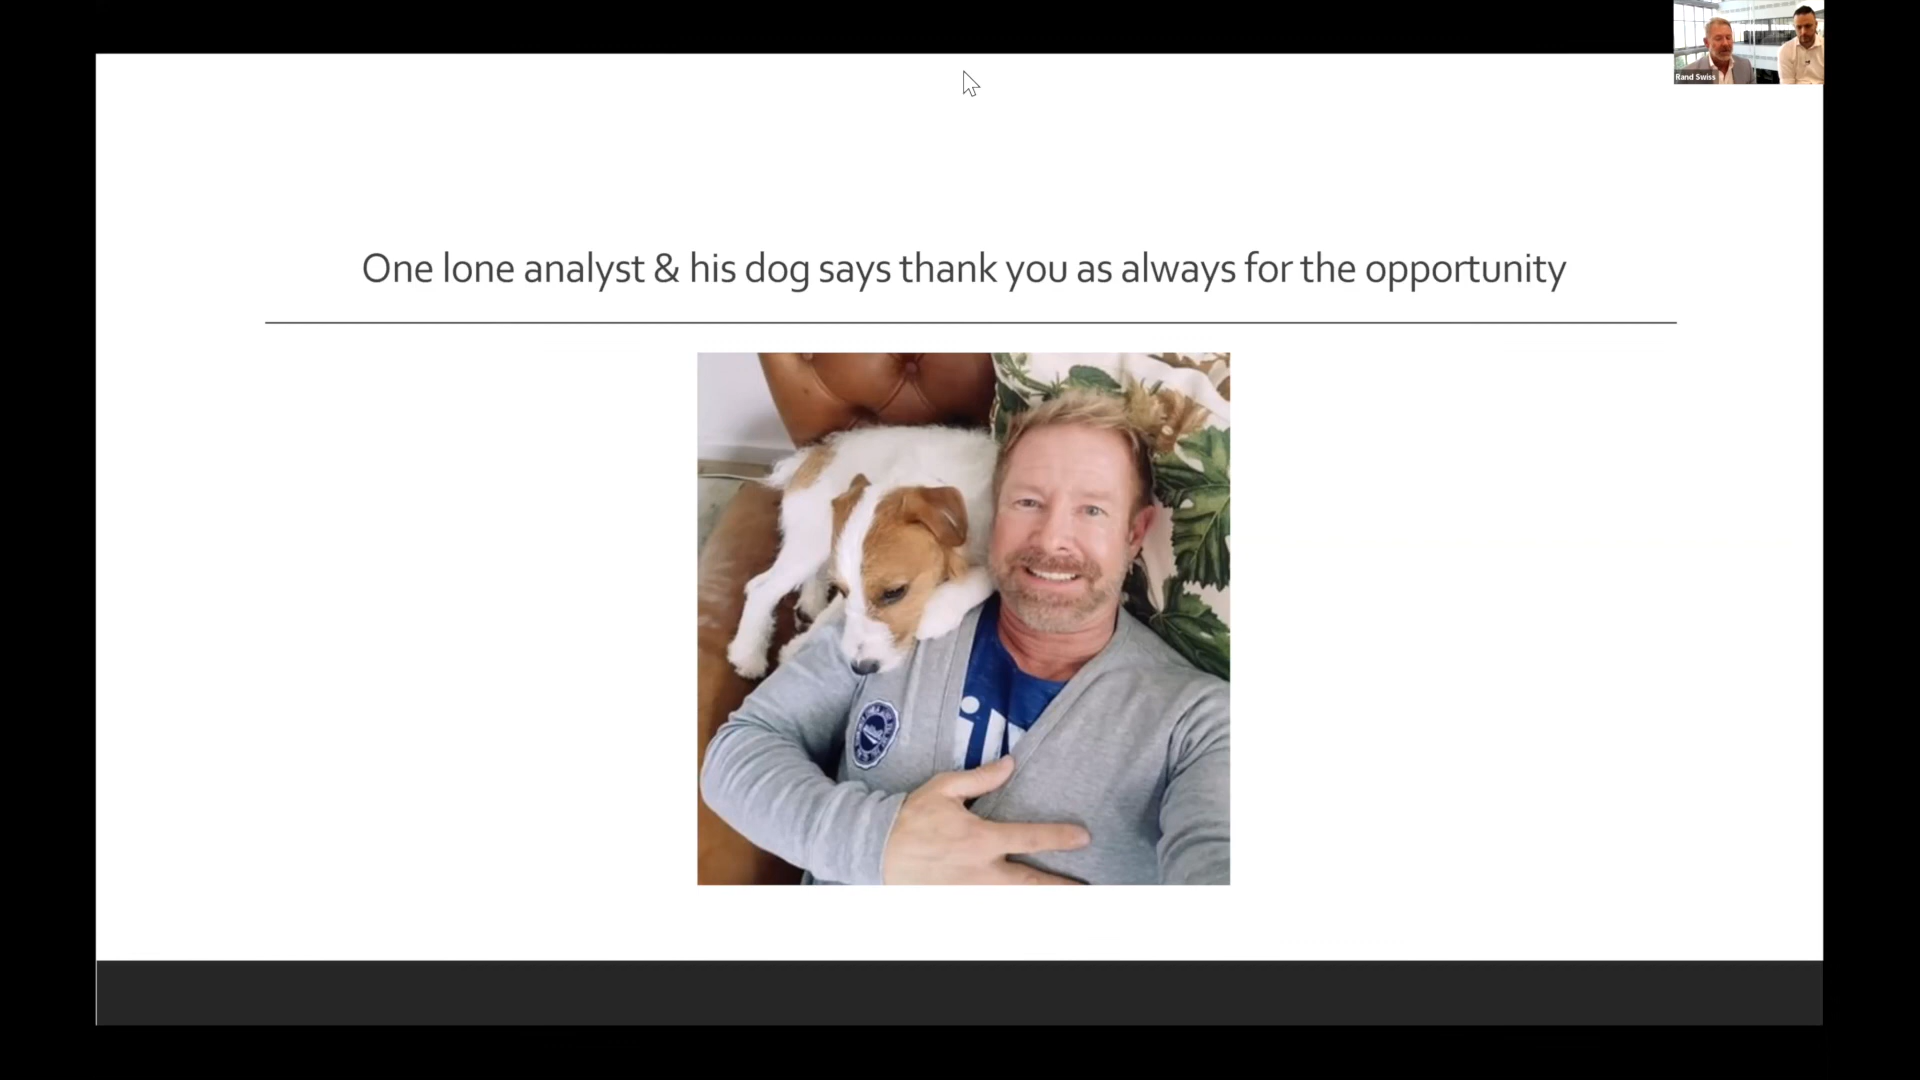 Rand Swiss
One lone analyst & his dog says thank you as always for the opportunity